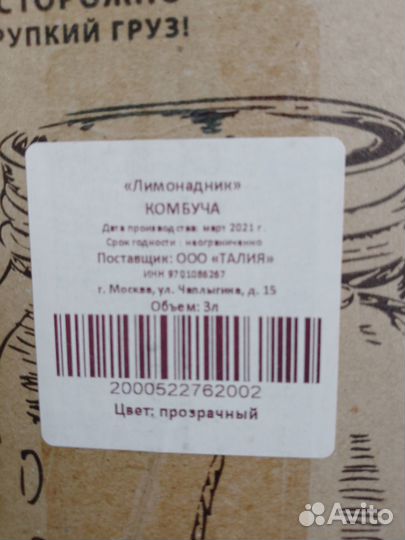 СТОРОЖНО
РУПКИЙ ГРУЗ!
«Лимонадник»
КОМБУЧА
Дата производства: март 2021 г.
Срок годности : неограниченно
Поставщик: ООО «ТАЛИЯ»
ИНН 9701086267
г. Москва, ул. Чаплыгина, д. 15
Объем: 3л
2000522762002
Цвет: прозрачный
Avito